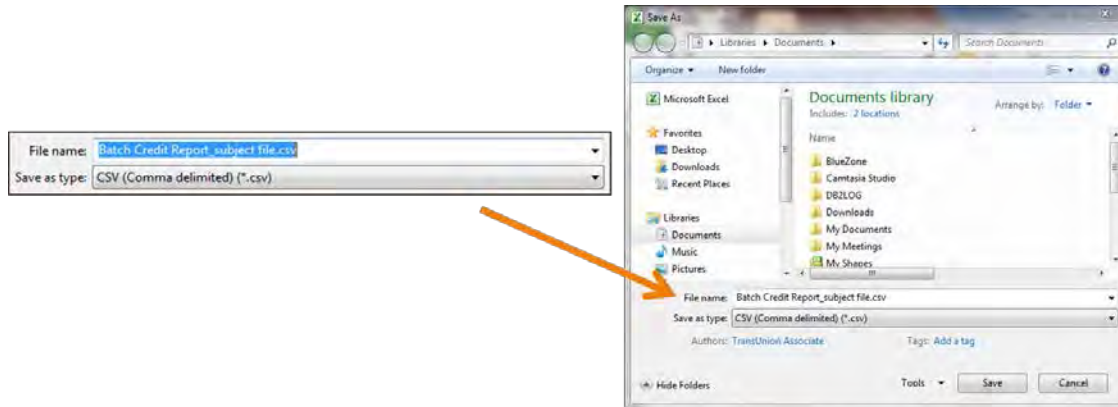 File name: Batch Credit Report_subject file.csv
Save as type: CSV (Comma delimited) (*.csv)
Save As
Libraries Documents
Search Documents
Organize New folder
Microsoft Excel
Favorites
Desktop
Downloads
Recent Places
Libraries
Documents
Music
Pictures
Documents library
Includes: 2 locations
Arrange by: Folder
Name
BlueZone
Camtasia Studio
DB2LOG
Downloads
My Documents
My Meetings
My Shapes
File name: Batch Credit Report_subject file.csv
Save as type: CSV (Comma delimited) (*.csv)
Authors: TransUnion Associate Tags: Add a tag
Hide Folders Tools Save Cancel